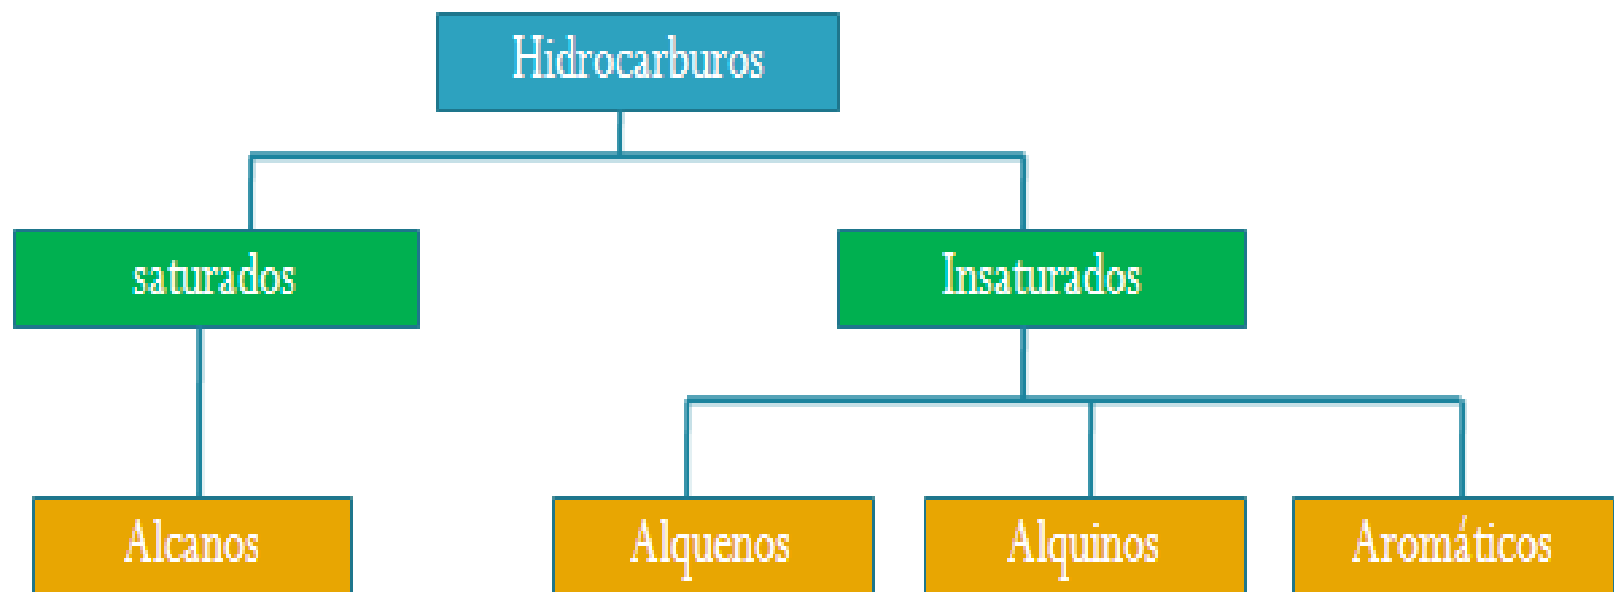 Hidrocarburos
saturados
Insaturados
Alcanos
Alquenos
Alquinos
Aromáticos